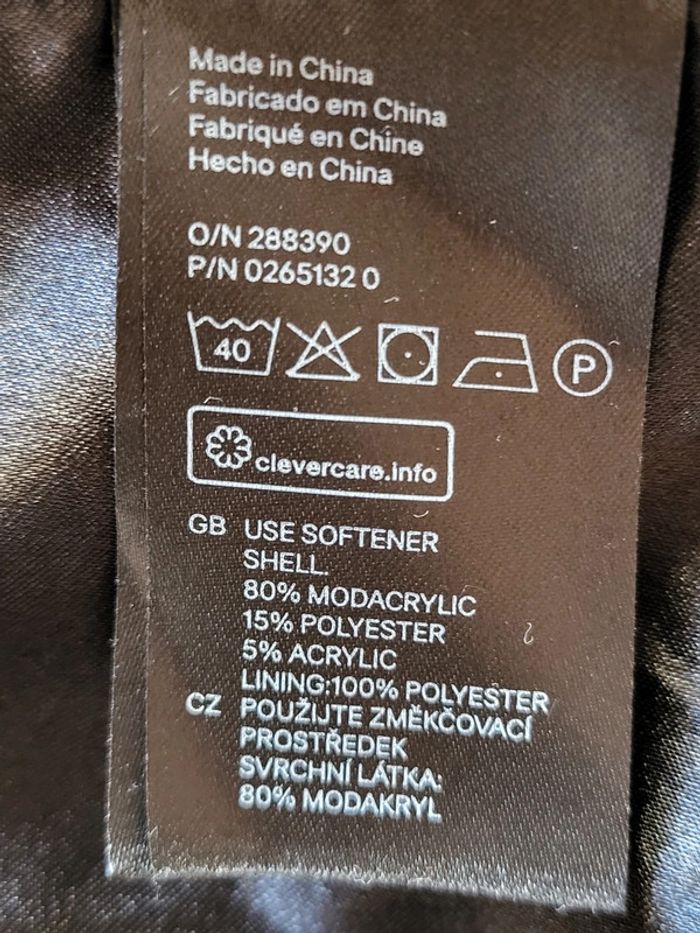 Made in China
Fabricado em China
Fabriqué en Chine
Hecho en China
O/N 288390
P/N 0265132 0
40 P
clevercare.info
GB USE SOFTENER
SHELL.
80% MODACRYLIC
15% POLYESTER
5% ACRYLIC
LINING:100% POLYESTER
CZ POUŽIJTE ZMĚKČOVACÍ
PROSTŘEDEK
SVRCHNÍ LÁTKA:
80% MODAKRYL